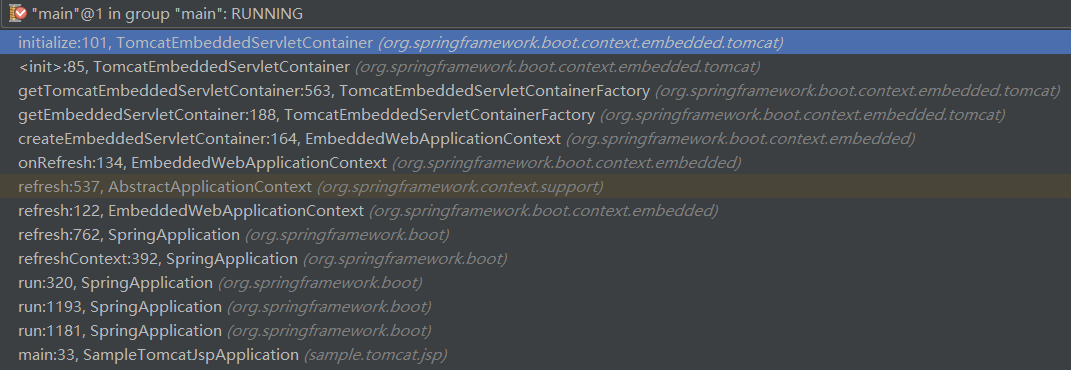 "main"@1 in group "main": RUNNING
initialize:101, TomcatEmbeddedServletContainer (org.springframework.boot.context.embedded.tomcat)
<init>:85, TomcatEmbeddedServletContainer (org.springframework.boot.context.embedded.tomcat)
getTomcatEmbeddedServletContainer:563, TomcatEmbeddedServletContainerFactory (org.springframework.boot.context.embedded.tomcat)
getEmbeddedServletContainer:188, TomcatEmbeddedServletContainerFactory (org.springframework.boot.context.embedded.tomcat)
createEmbeddedServletContainer:164, EmbeddedWebApplicationContext (org.springframework.boot.context.embedded)
onRefresh:134, EmbeddedWebApplicationContext (org.springframework.boot.context.embedded)
refresh:537, AbstractApplicationContext (org.springframework.context.support)
refresh:122, EmbeddedWebApplicationContext (org.springframework.boot.context.embedded)
refresh:762, SpringApplication (org.springframework.boot)
refreshContext:392, SpringApplication (org.springframework.boot)
run:320, SpringApplication (org.springframework.boot)
run:1193, SpringApplication (org.springframework.boot)
run:1181, SpringApplication (org.springframework.boot)
main:33, SampleTomcatJspApplication (sample.tomcat.jsp)